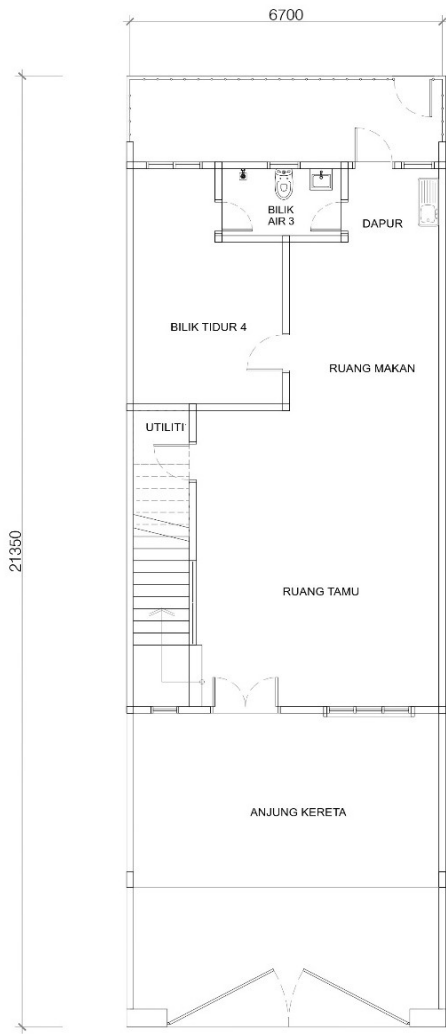 6700
21350
BILIK
AIR 3
DAPUR
BILIK TIDUR 4
RUANG MAKAN
UTILITI
RUANG TAMU
ANJUNG KERETA